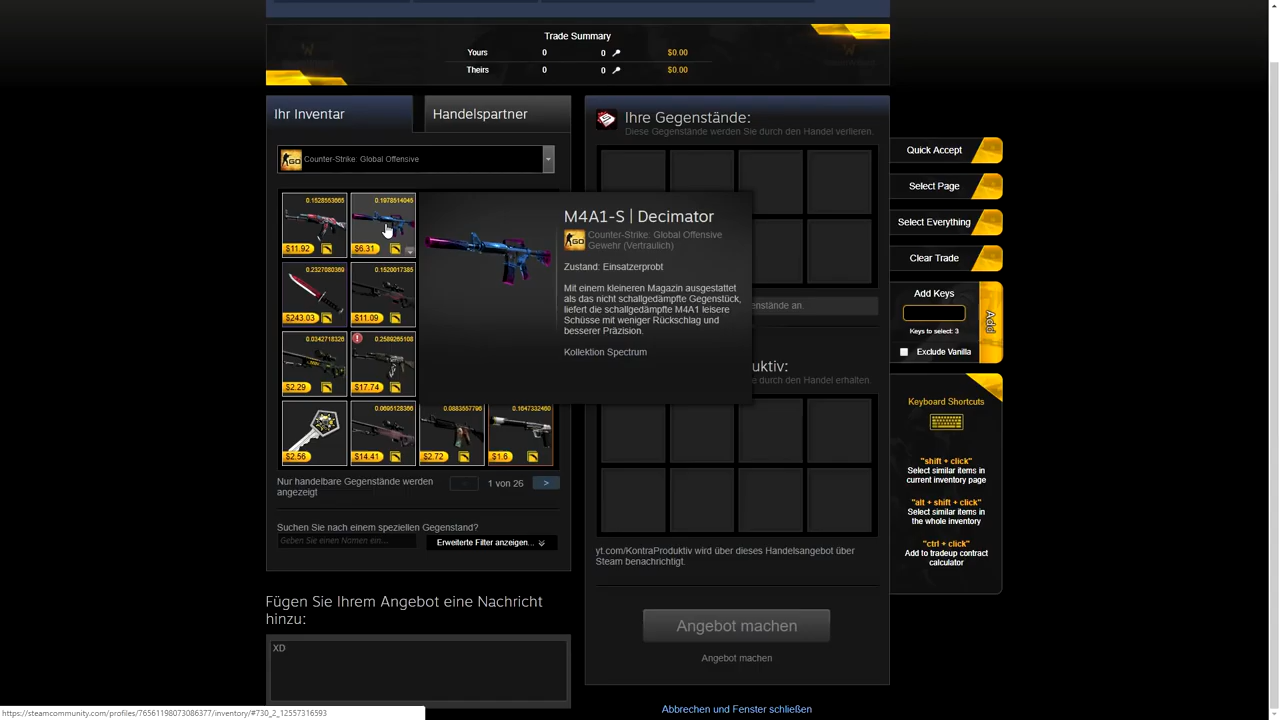 Trade Summary
Yours 0 0 $0.00
Theirs 0 0 $0.00
Ihr Inventar
Handelspartner
Counter-Strike: Global Offensive
0.1528553665
$11.92
0.1978514045
$6.31
0.2327880369
$243.03
0.1520017385
$11.09
0.0342718326
$2.29
0.2589265108
$17.74
$2.56
0.0695128366
$14.41
0.0883557796
$2.72
0.1647332460
$1.6
Nur handelbare Gegenstände werden
angezeigt
1 von 26
>
Suchen Sie nach einem speziellen Gegenstand?
Geben Sie einen Namen ein...
Erweiterte Filter anzeigen...
Fügen Sie Ihrem Angebot eine Nachricht
hinzu:
XD
M4A1-S | Decimator
Counter-Strike: Global Offensive
Gewehr (Vertraulich)
Zustand: Einsatzerprobt
Mit einem kleineren Magazin ausgestattet
als das nicht schallgedämpfte Gegenstück,
liefert die schallgedämpfte M4A1 leisere
Schüsse mit weniger Rückschlag und
besserer Präzision.
Kollektion Spectrum
Ihre Gegenstände:
Diese Gegenstände werden Sie durch den Handel verlieren.
enstände an
uktiv:
e durch den Handel erhalten.
yt.com/KontraProduktiv wird über dieses Handelsangebot über
Steam benachrichtigt.
Angebot machen
Angebot machen
Abbrechen und Fenster schließen
Quick Accept
Select Page
Select Everything
Clear Trade
Add Keys
Keys to select: 3
Exclude Vanilla
Add
Keyboard Shortcuts
"shift + click"
Select similar items in
current inventory page
"alt + shift + click"
Select similar items in
the whole inventory
"ctrl + click"
Add to tradeup contract
calculator
https://steamcommunity.com/profiles/76561198073086377/inventory/#730_2_12557316593